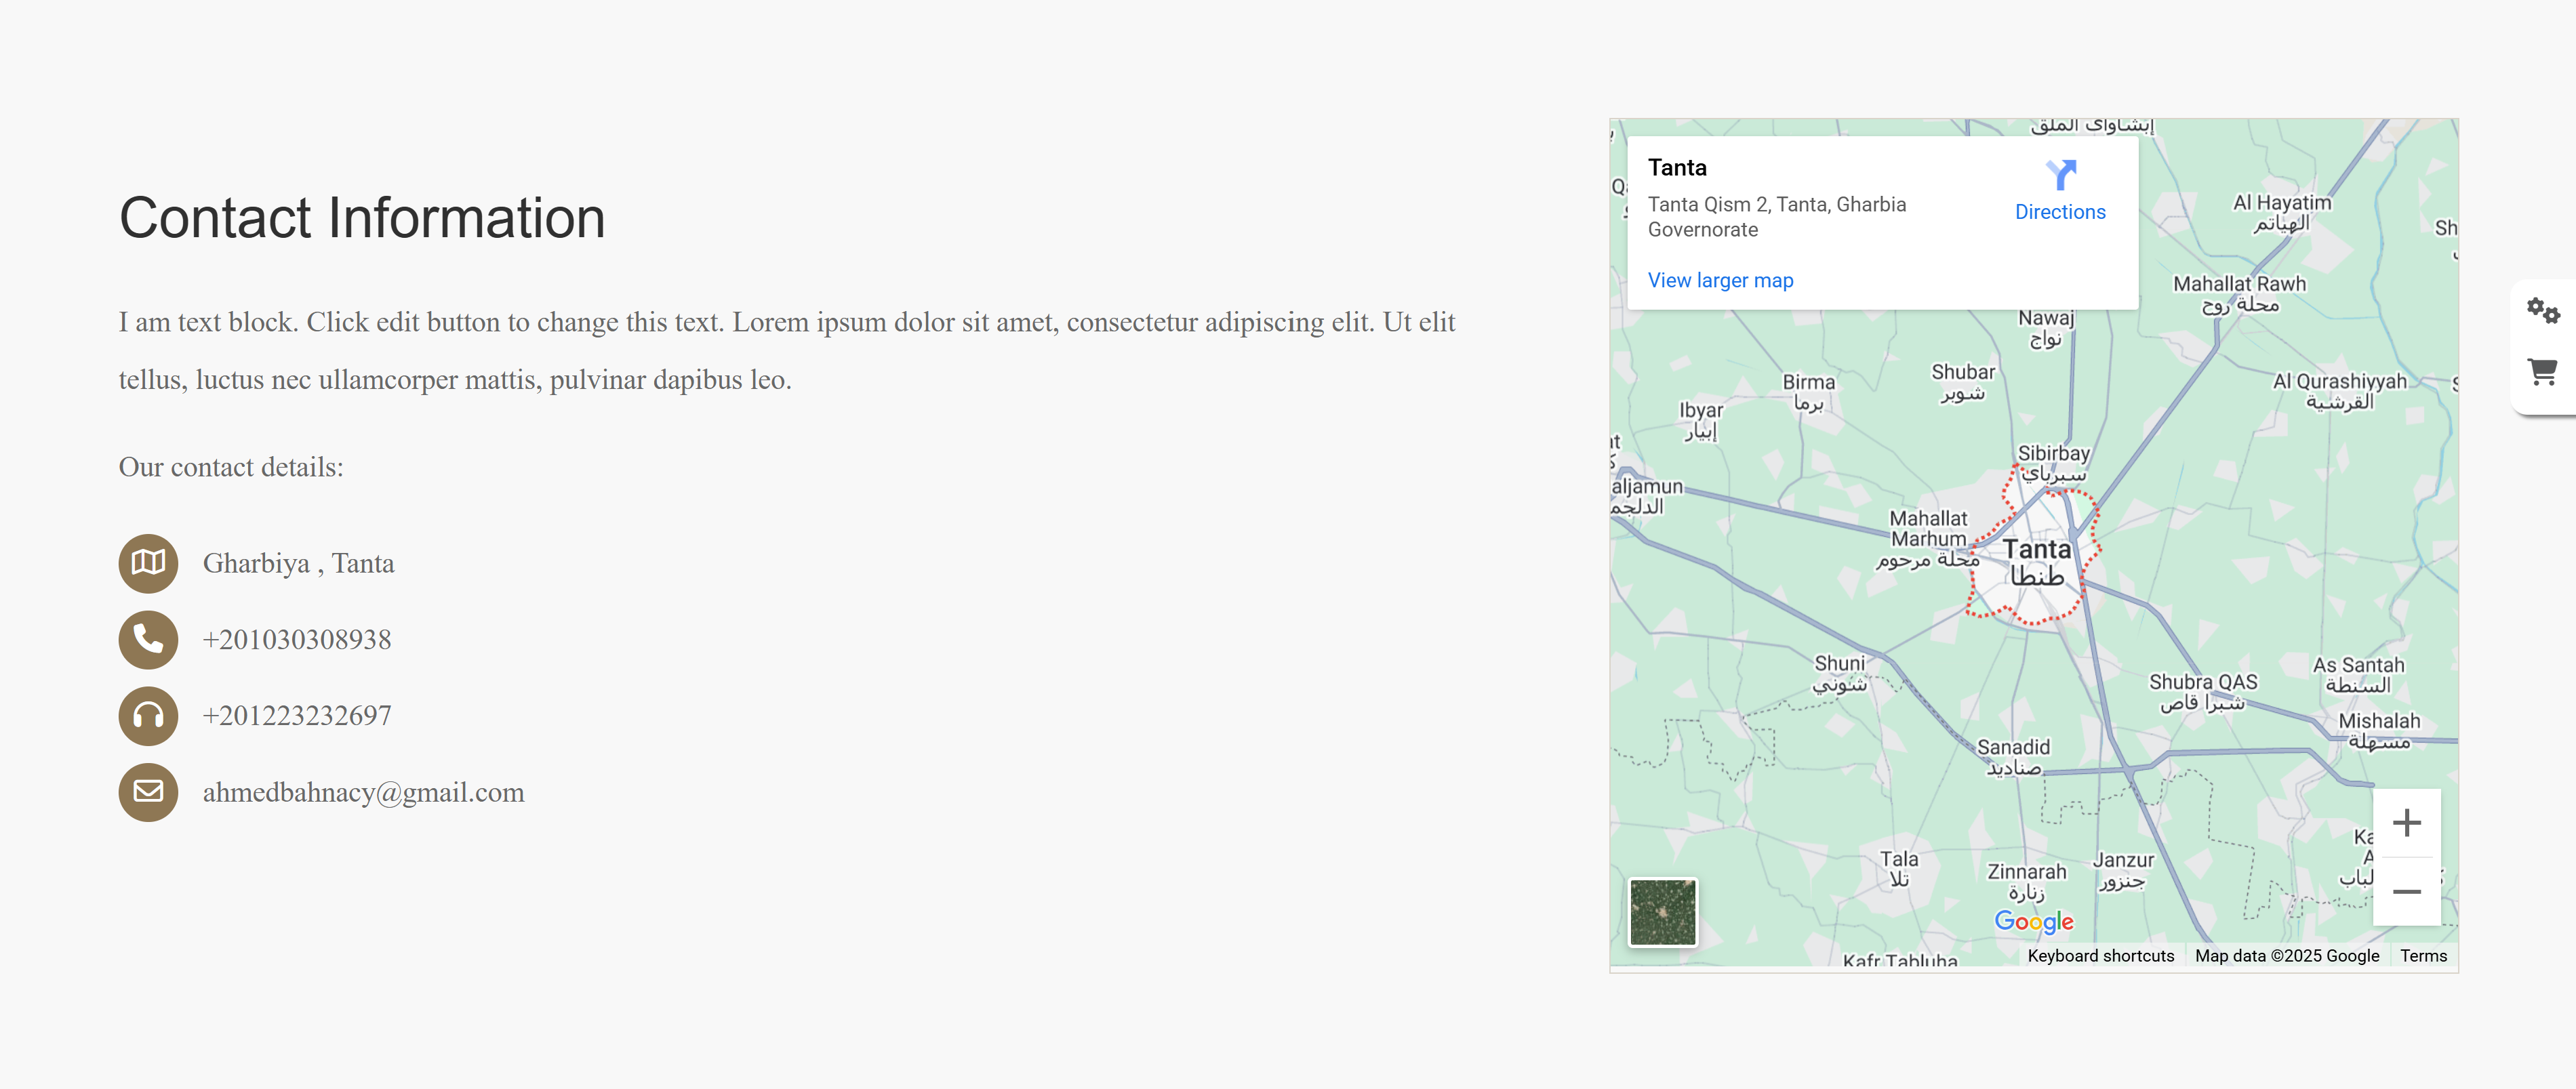 Contact Information
I am text block. Click edit button to change this text. Lorem ipsum dolor sit amet, consectetur adipiscing elit. Ut elit
tellus, luctus nec ullamcorper mattis, pulvinar dapibus leo.
Our contact details:
Gharbiya , Tanta
+201030308938
+201223232697
ahmedbahnacy@gmail.com
إبشاواى الملق
Tanta
Tanta Qism 2, Tanta, Gharbia
Governorate
Directions
View larger map
Al Hayatim
الهياتم
Mahallat Rawh
محلة روح
Nawaj
نواج
Shubar
شوبر
Birma
برما
Al Qurashiyyah
القرشية
Ibyar
إبيار
Sibirbay
سبرباي
aljamun
الدلجم
Mahallat
Marhum
محلة مرحوم
Tanta
طنطا
Shuni
شوني
As Santah
السنطة
Shubra QAS
شبرا قاص
Mishalah
مسهلة
Sanadid
صناديد
Tala
تلا
Zinnarah
زنارة
Janzur
جنزور
Google
Kafr Tabluha
Keyboard shortcuts
Map data ©2025 Google
Terms